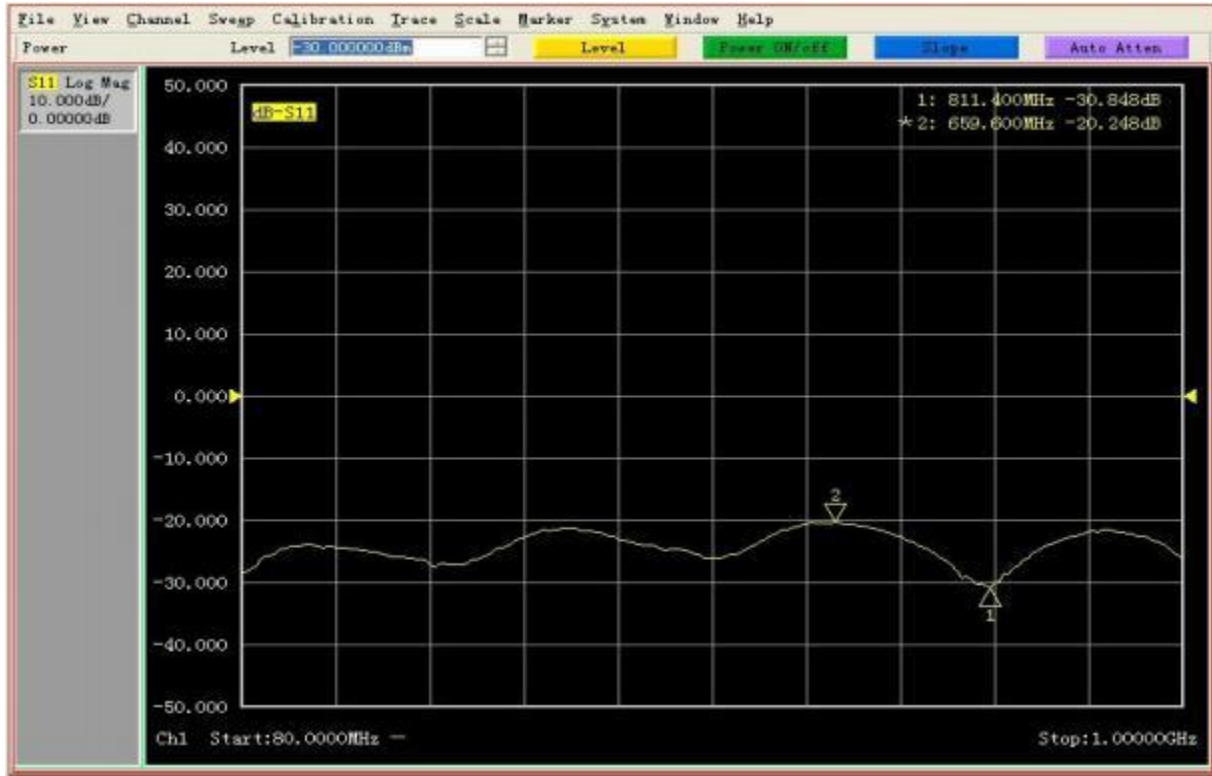 File View Channel Sweep Calibration Trace Scale Marker System Window Help
Power Level -30.000000dBm Level Power ON/off Slope Auto Atten
S11 Log Mag
10.000dB/
0.00000dB
dB-S11
1: 811.400MHz -30.848dB
*2: 659.600MHz -20.248dB
50.000
40.000
30.000
20.000
10.000
0.000
-10.000
-20.000
-30.000
-40.000
-50.000
2
1
Ch1 Start:80.0000MHz — Stop:1.00000GHz